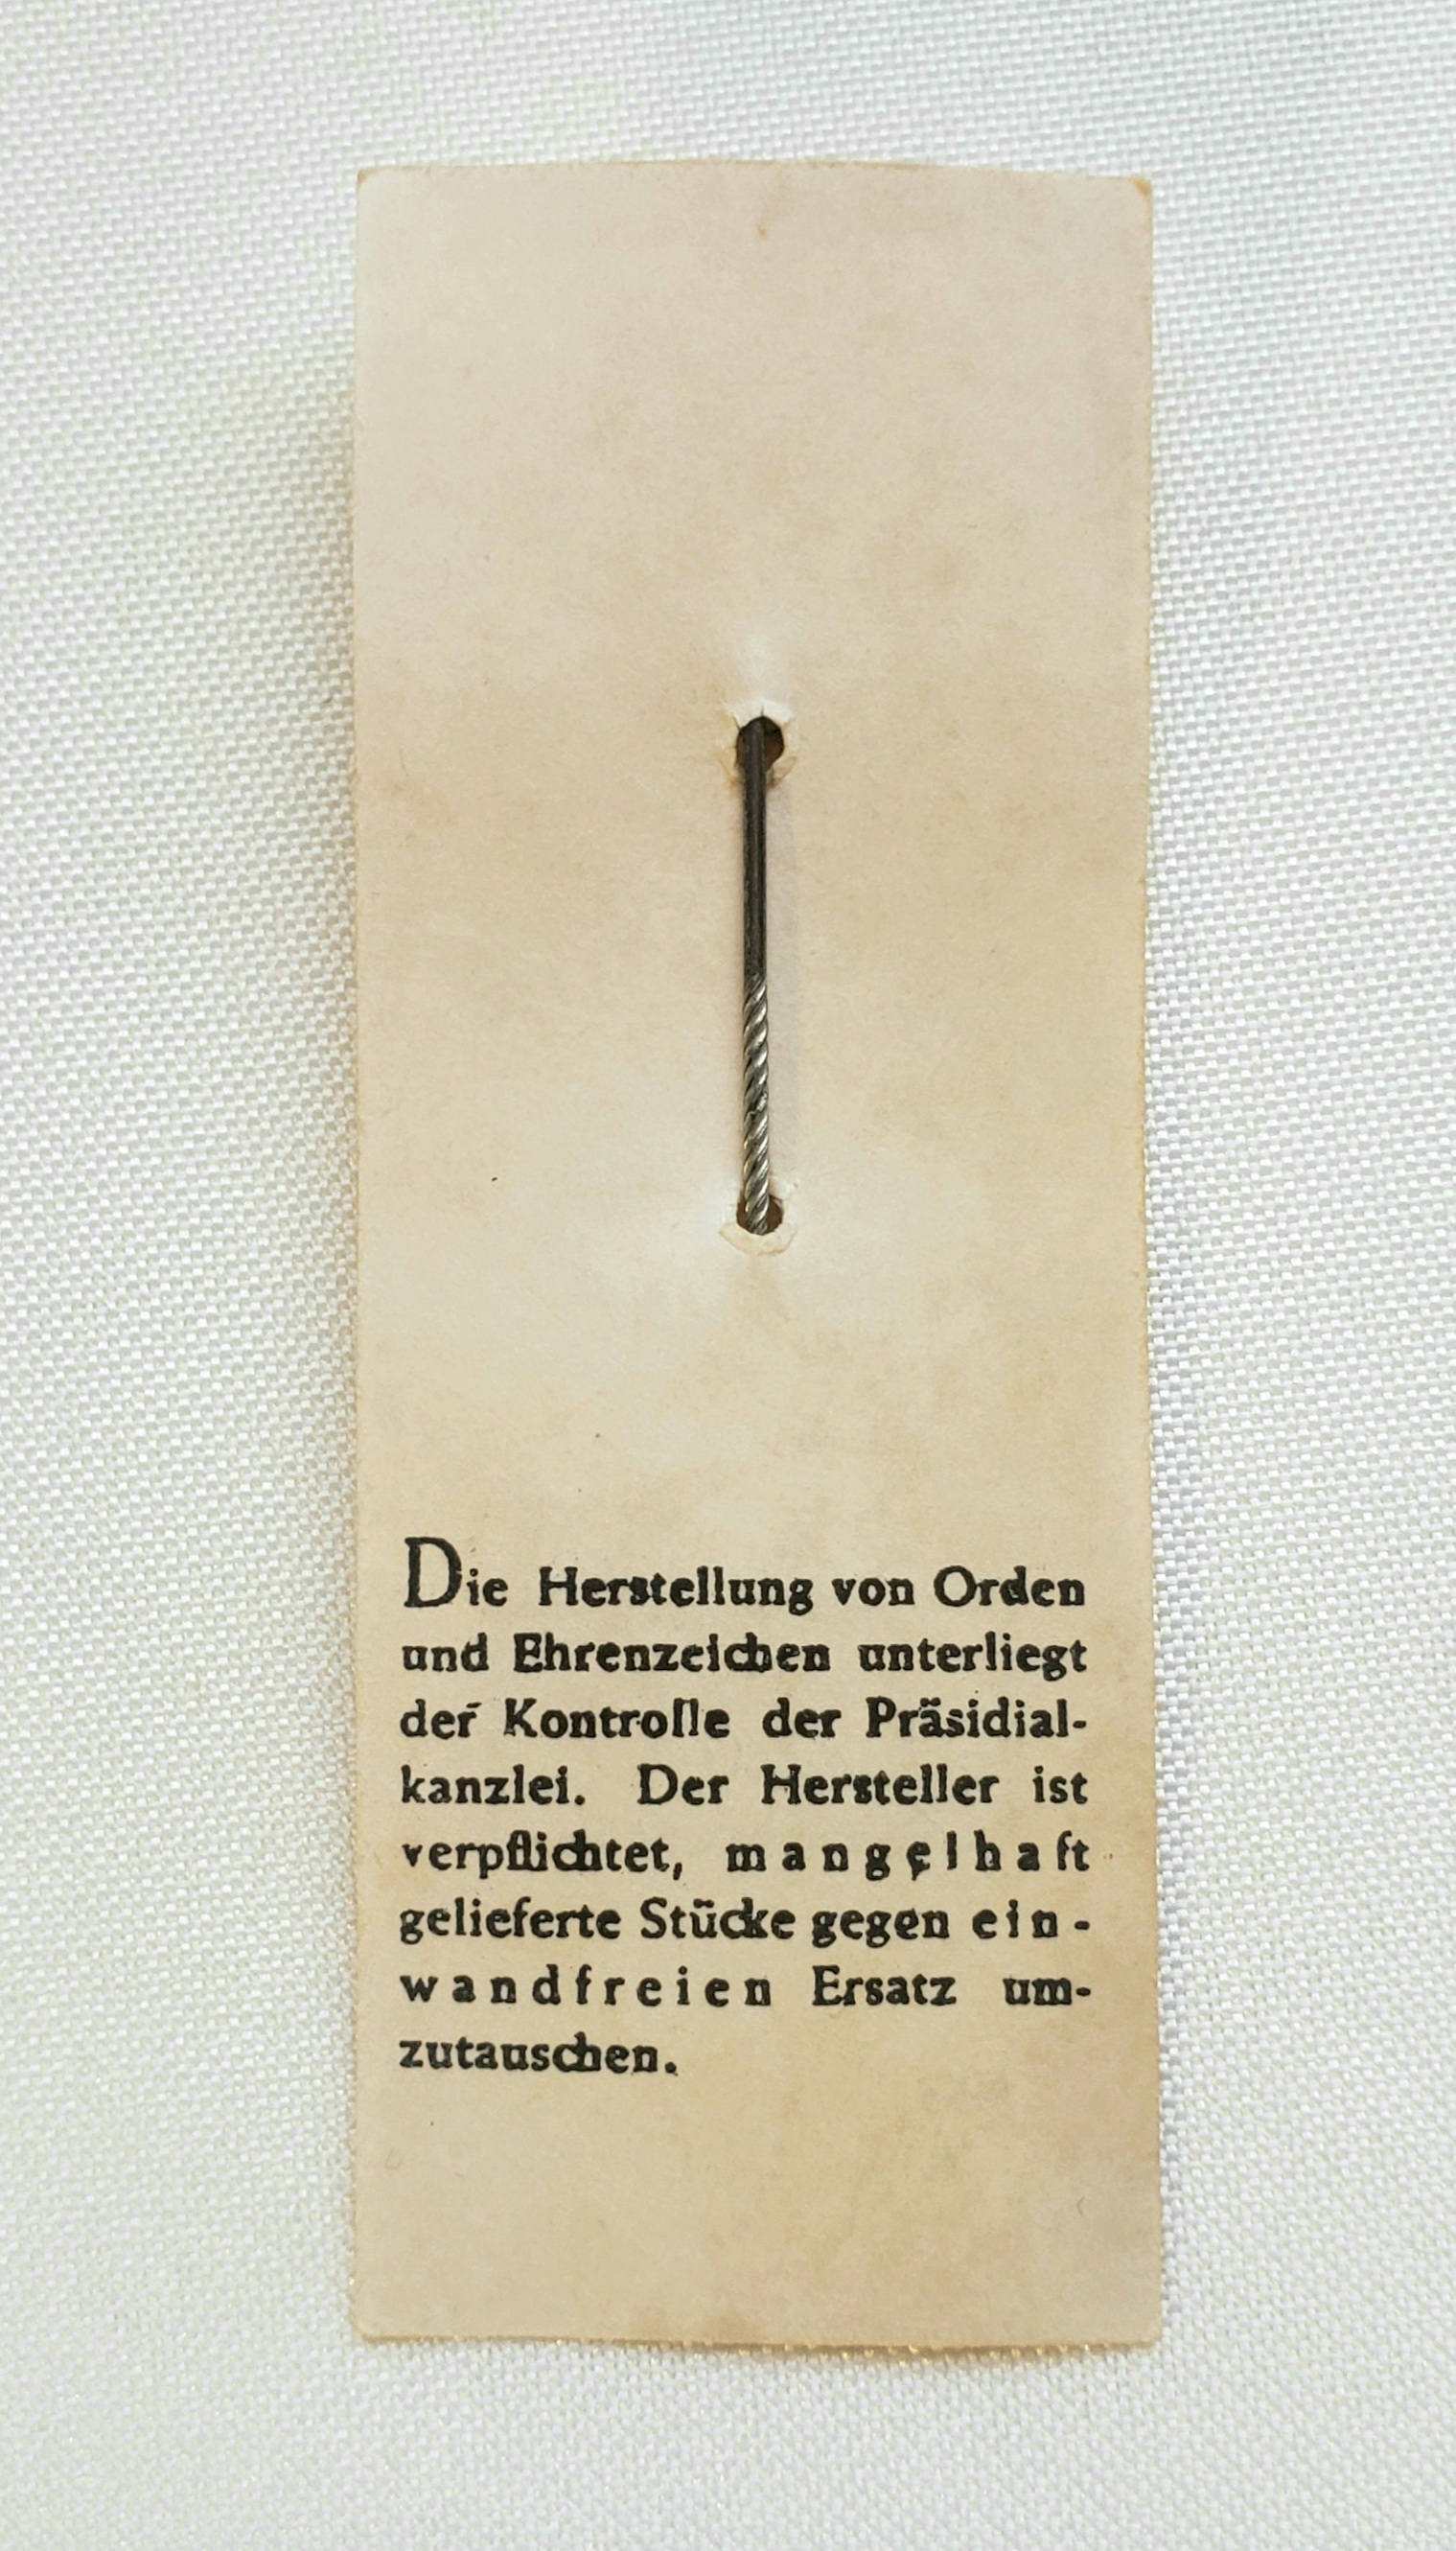 Die Herstellung von Orden
und Ehrenzeichen unterliegt
der Kontrolle der Präsidial-
kanzlei. Der Hersteller ist
verpflichtet, mangelhaft
gelieferte Stücke gegen ein-
wandfreien Ersatz um-
zutauschen.